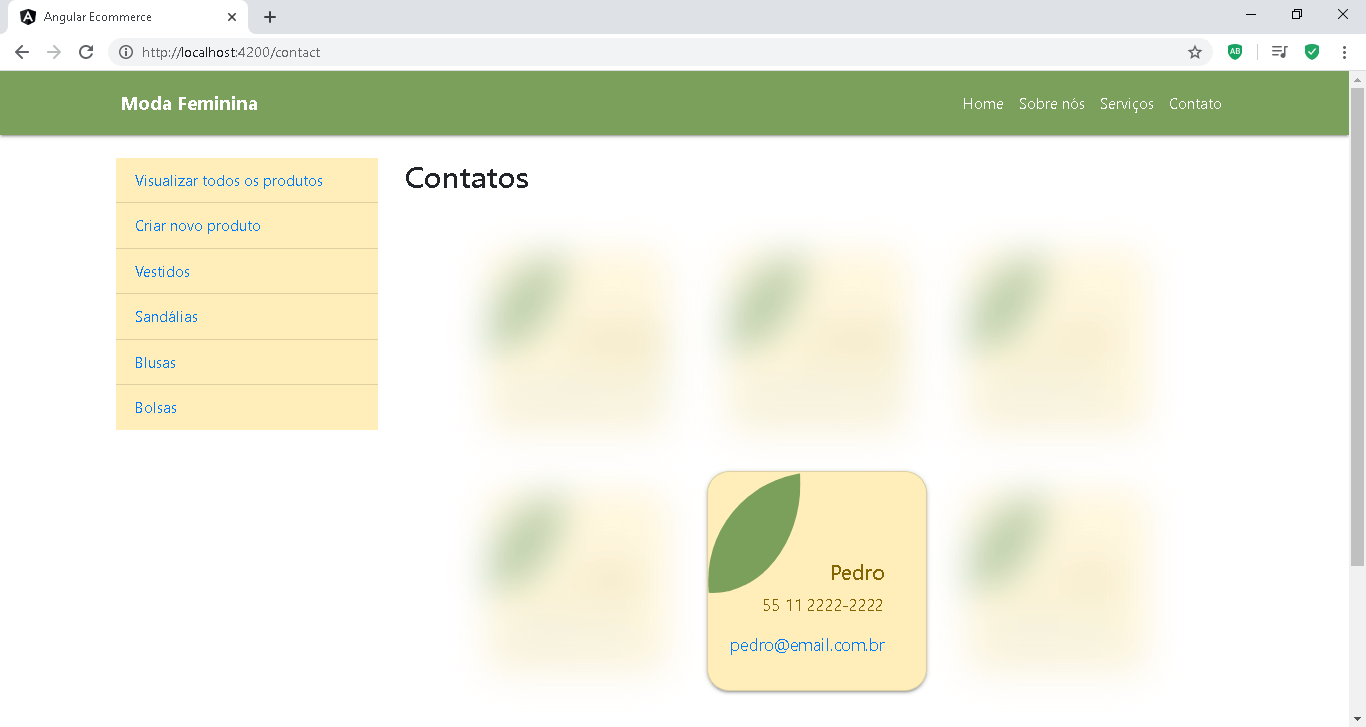 Angular Ecommerce
http://localhost:4200/contact
AB
Moda Feminina
Home Sobre nós Serviços Contato
Visualizar todos os produtos
Criar novo produto
Vestidos
Sandálias
Blusas
Bolsas
Contatos
Pedro
55 11 2222-2222
pedro@email.com.br